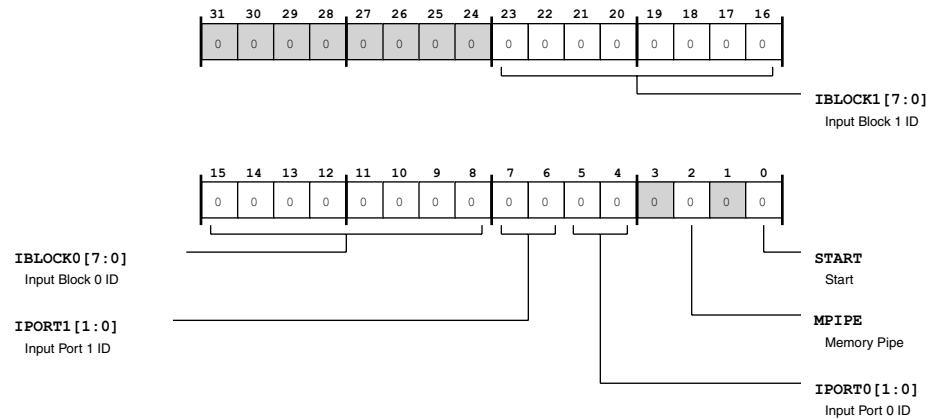 31 30 29 28 27 26 25 24 23 22 21 20 19 18 17 16
0 0 0 0 0 0 0 0 0 0 0 0 0 0 0 0
IBLOCK1[7:0]
Input Block 1 ID
15 14 13 12 11 10 9 8 7 6 5 4 3 2 1 0
0 0 0 0 0 0 0 0 0 0 0 0 0 0 0 0
IBLOCK0[7:0]
Input Block 0 ID
IPORT1[1:0]
Input Port 1 ID
START
Start
MPIPE
Memory Pipe
IPORT0[1:0]
Input Port 0 ID